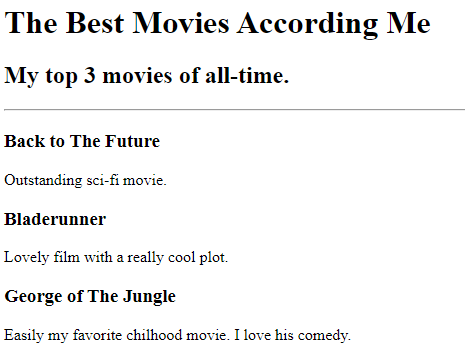 The Best Movies According Me
My top 3 movies of all-time.
Back to The Future
Outstanding sci-fi movie.
Bladerunner
Lovely film with a really cool plot.
George of The Jungle
Easily my favorite chilhood movie. I love his comedy.